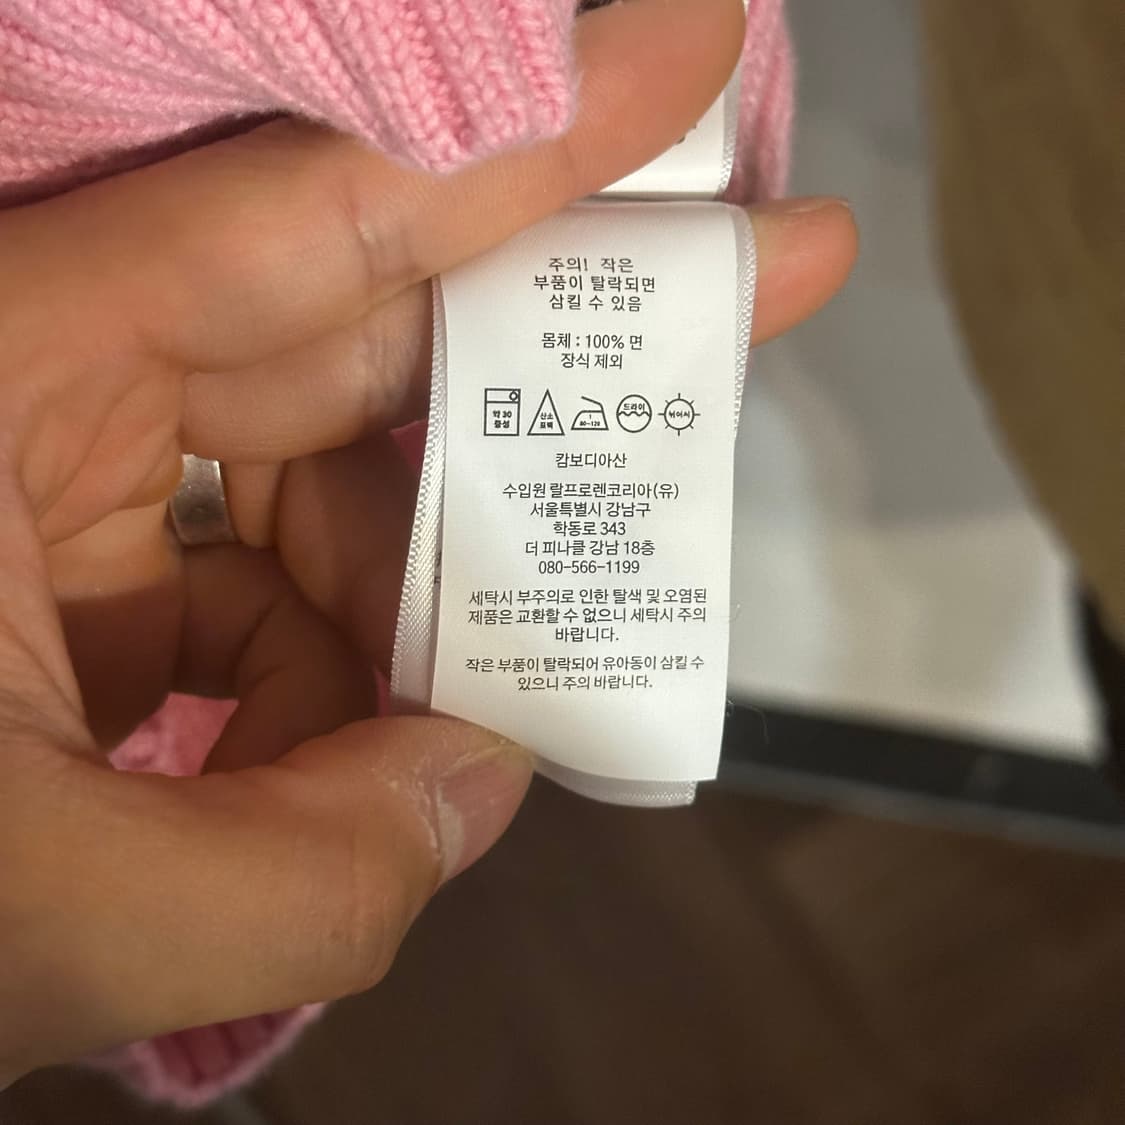 주의! 작은
부품이 탈락되면
삼킬 수 있음
몸체 : 100% 면
장식 제외
약 30
중성
산소
표백
1
80~120
드라이
뉘어서
캄보디아산
수입원 랄프로렌코리아(유)
서울특별시 강남구
학동로 343
더 피나클 강남 18층
080-566-1199
세탁시 부주의로 인한 탈색 및 오염된
제품은 교환할 수 없으니 세탁시 주의
바랍니다.
작은 부품이 탈락되어 유아동이 삼킬 수
있으니 주의 바랍니다.